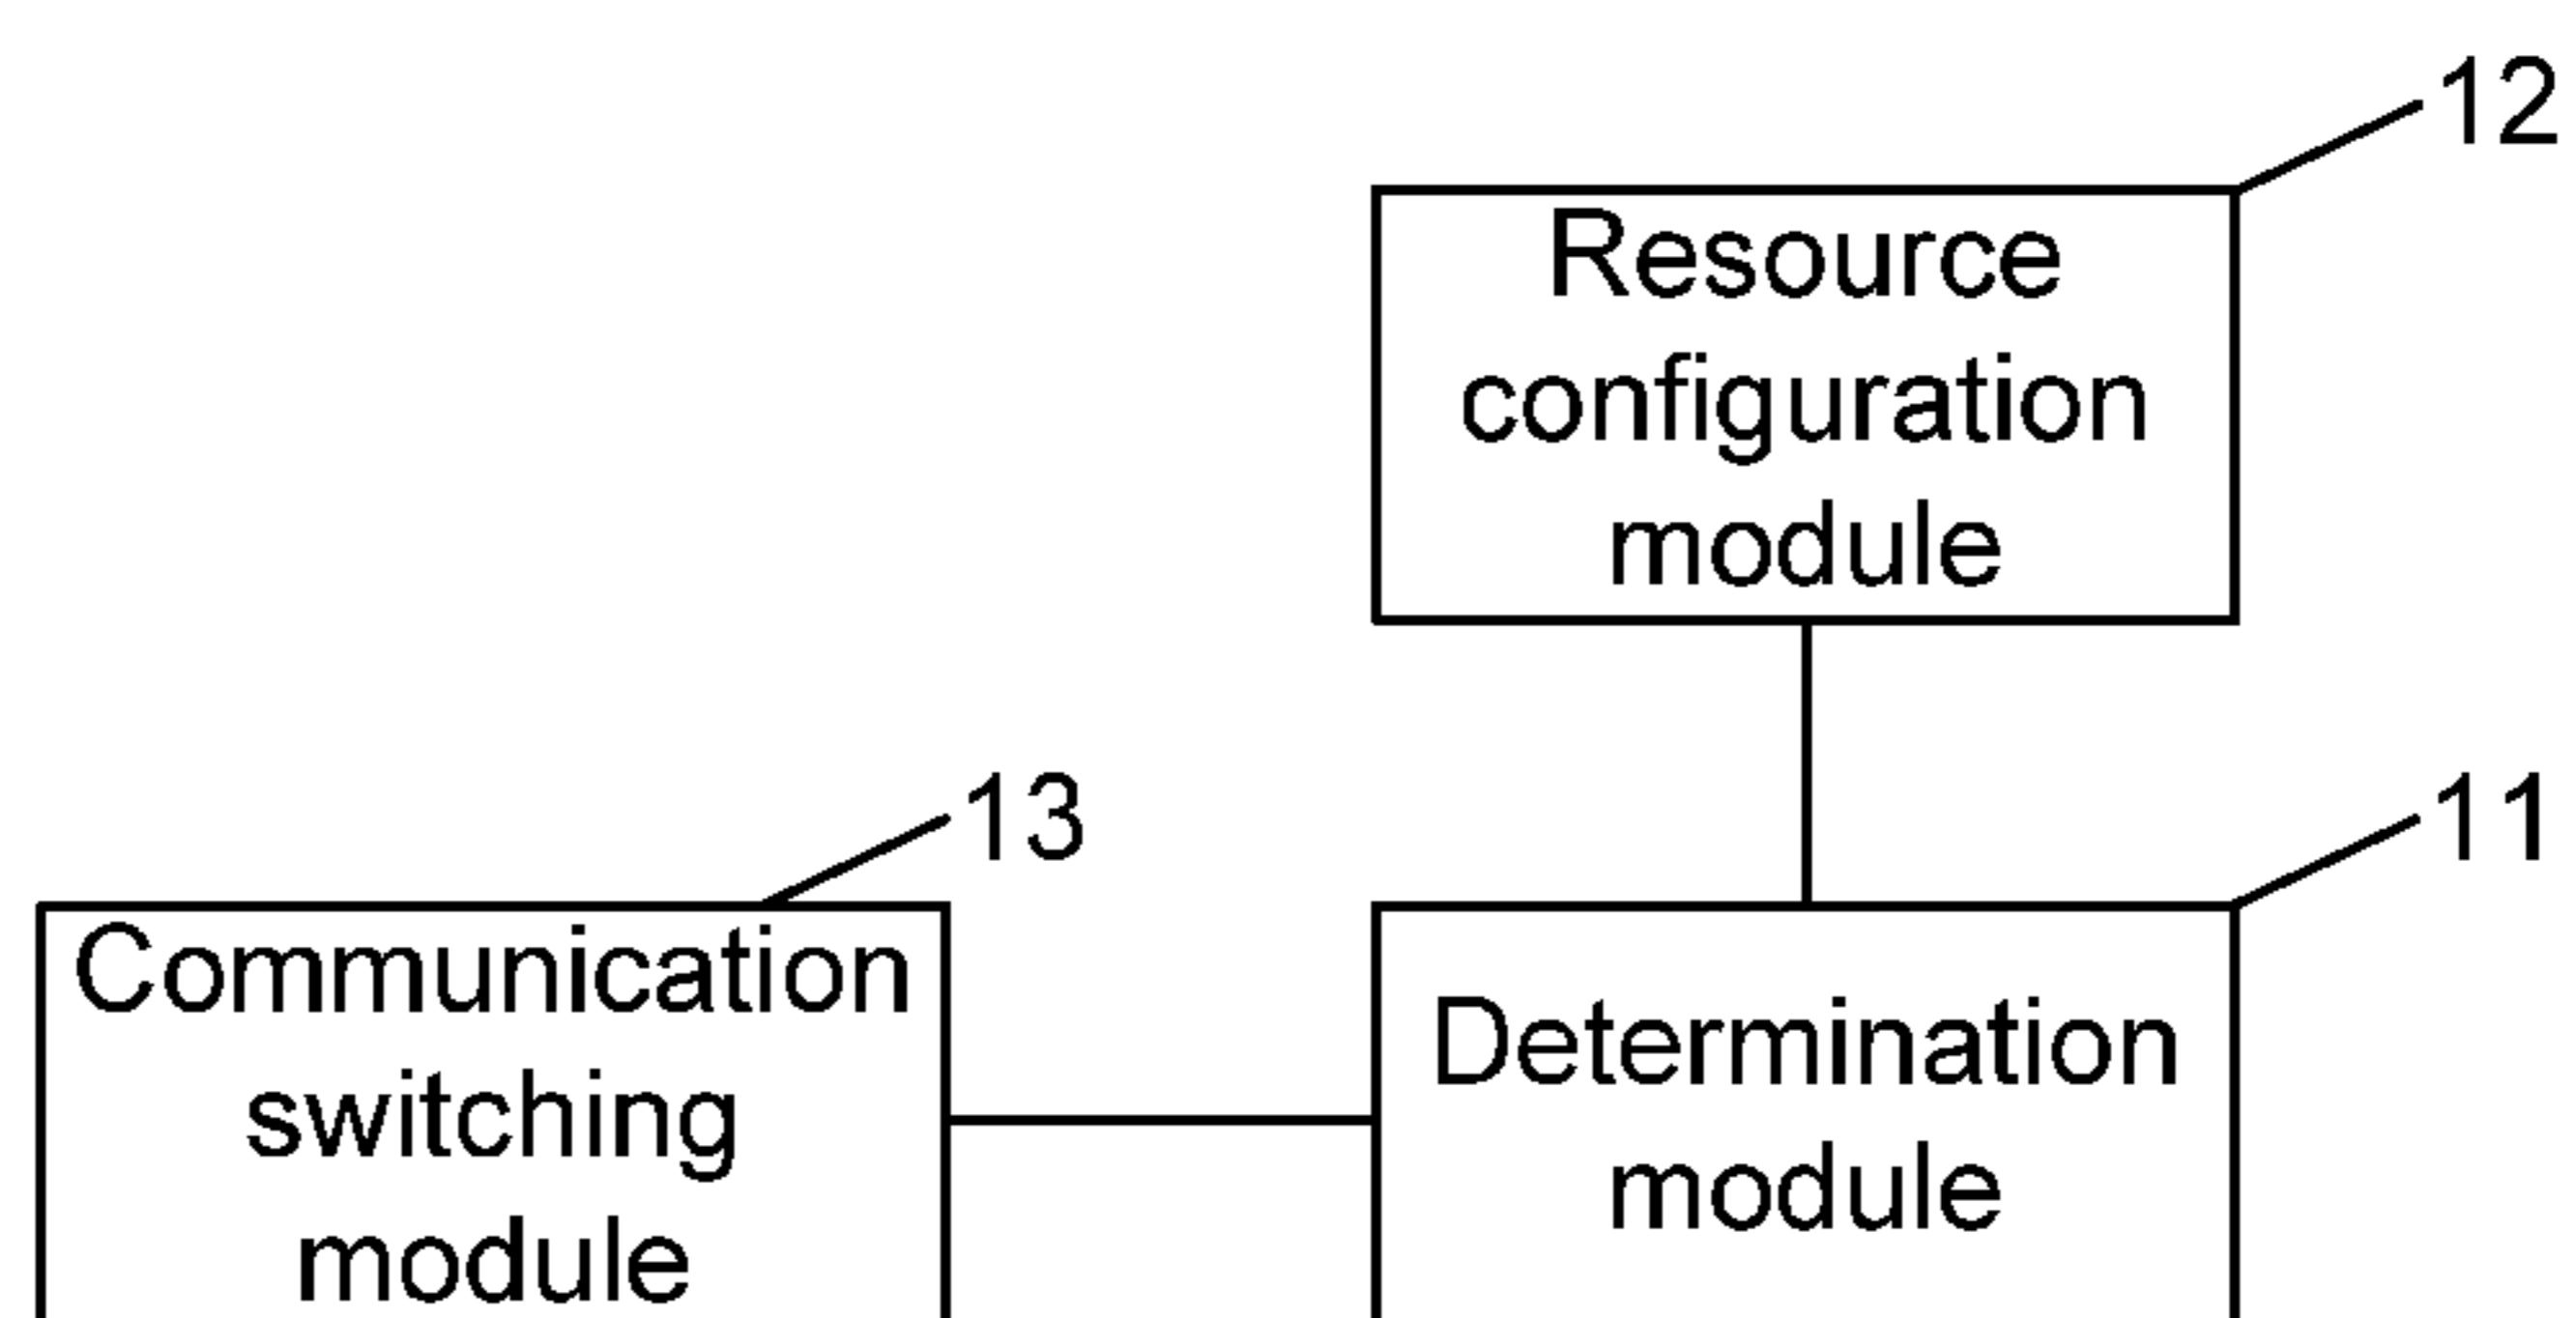 12
Resource
configuration
module
13
11
Communication
switching
module
Determination
module